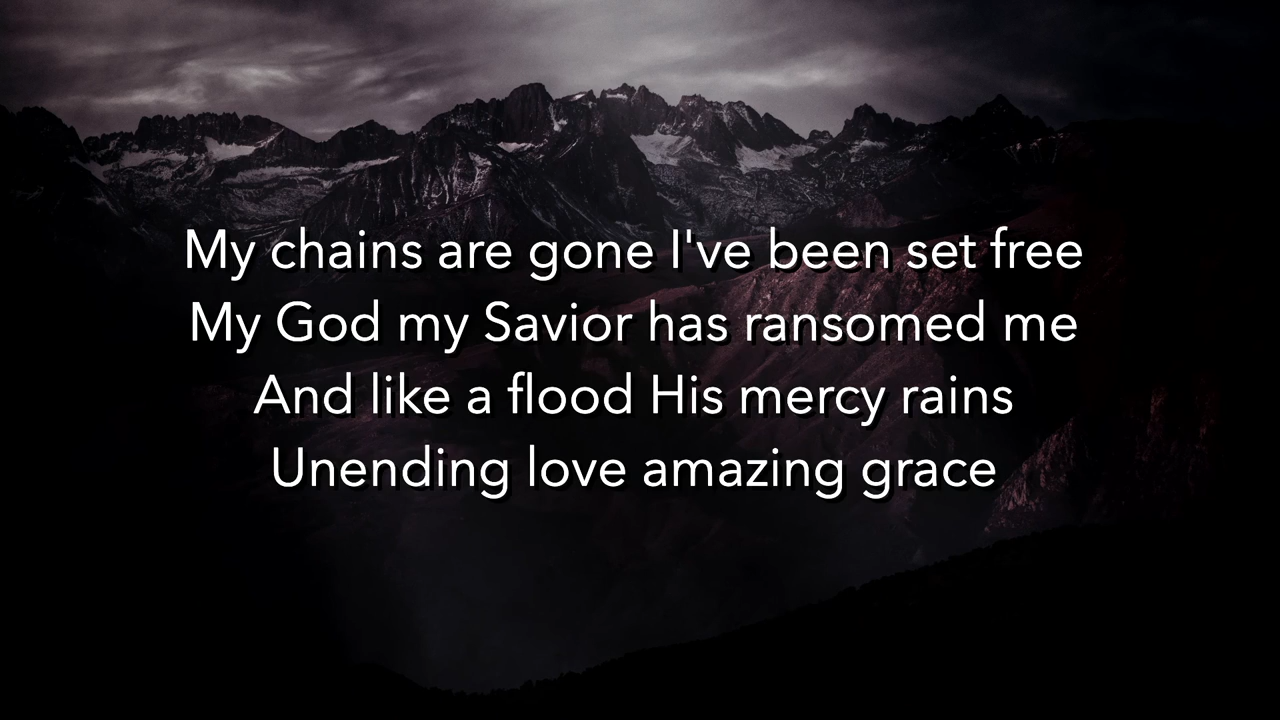 My chains are gone I've been set free
My God my Savior has ransomed me
And like a flood His mercy rains
Unending love amazing grace